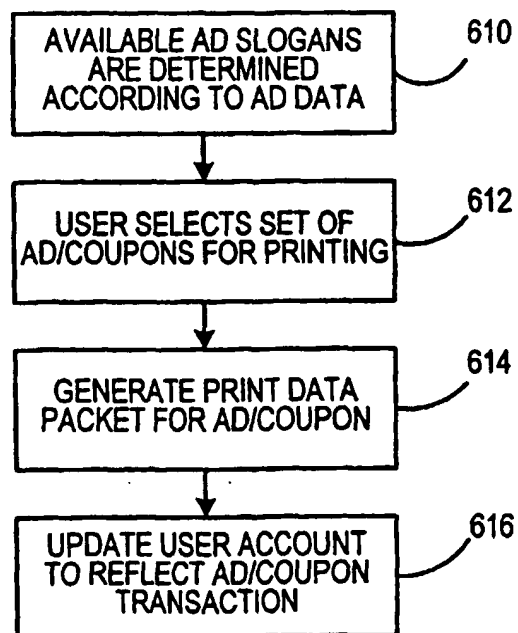 AVAILABLE AD SLOGANS
ARE DETERMINED
ACCORDING TO AD DATA
610
USER SELECTS SET OF
AD/COUPONS FOR PRINTING
612
GENERATE PRINT DATA
PACKET FOR AD/COUPON
614
UPDATE USER ACCOUNT
TO REFLECT AD/COUPON
TRANSACTION
616